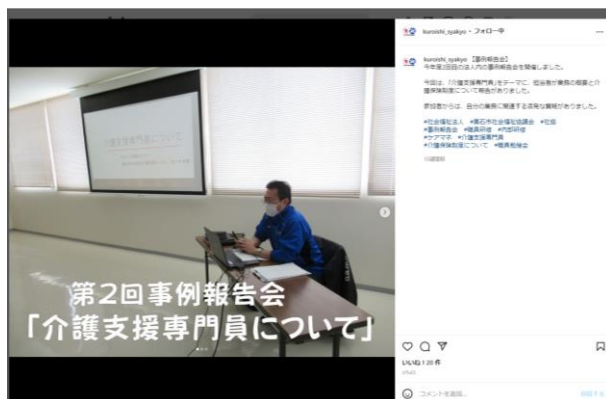 介護支援専門員について
第2回事例報告会
「介護支援専門員について」
kuroishi_syakyo・フォロー中
kuroishi_syakyo 【事例報告会】
今年度2回目の法人内の事例報告会を開催しました。
今回は、「介護支援専門員」をテーマに、担当者が業務の概要と介
護保険制度について報告がありました。
参加者からは、自分の業務に関連する活発な質疑がありました。
#社会福祉法人 #黒石市社会福祉協議会 #社協
#事例報告会 #職員研修 #内部研修
#ケアマネ #介護支援専門員
#介護保険制度について #職員勉強会
いいね！20 件
コメントを追加...